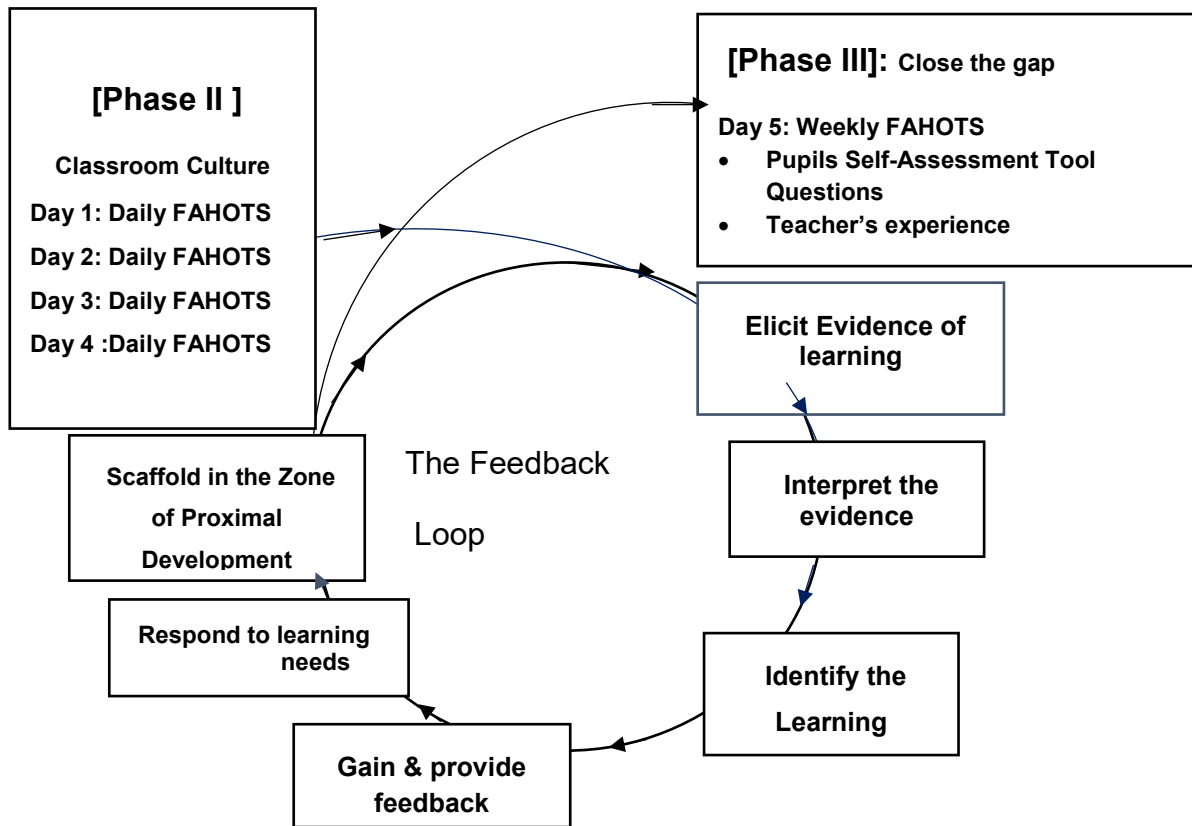 [Phase II ]
Classroom Culture
Day 1: Daily FAHOTS
Day 2: Daily FAHOTS
Day 3: Daily FAHOTS
Day 4 :Daily FAHOTS
[Phase III]: Close the gap
Day 5: Weekly FAHOTS
• Pupils Self-Assessment Tool
Questions
• Teacher’s experience
Elicit Evidence of
learning
Interpret the
evidence
Identify the
Learning
Gain & provide
feedback
Respond to learning
needs
Scaffold in the Zone
of Proximal
Development
The Feedback
Loop